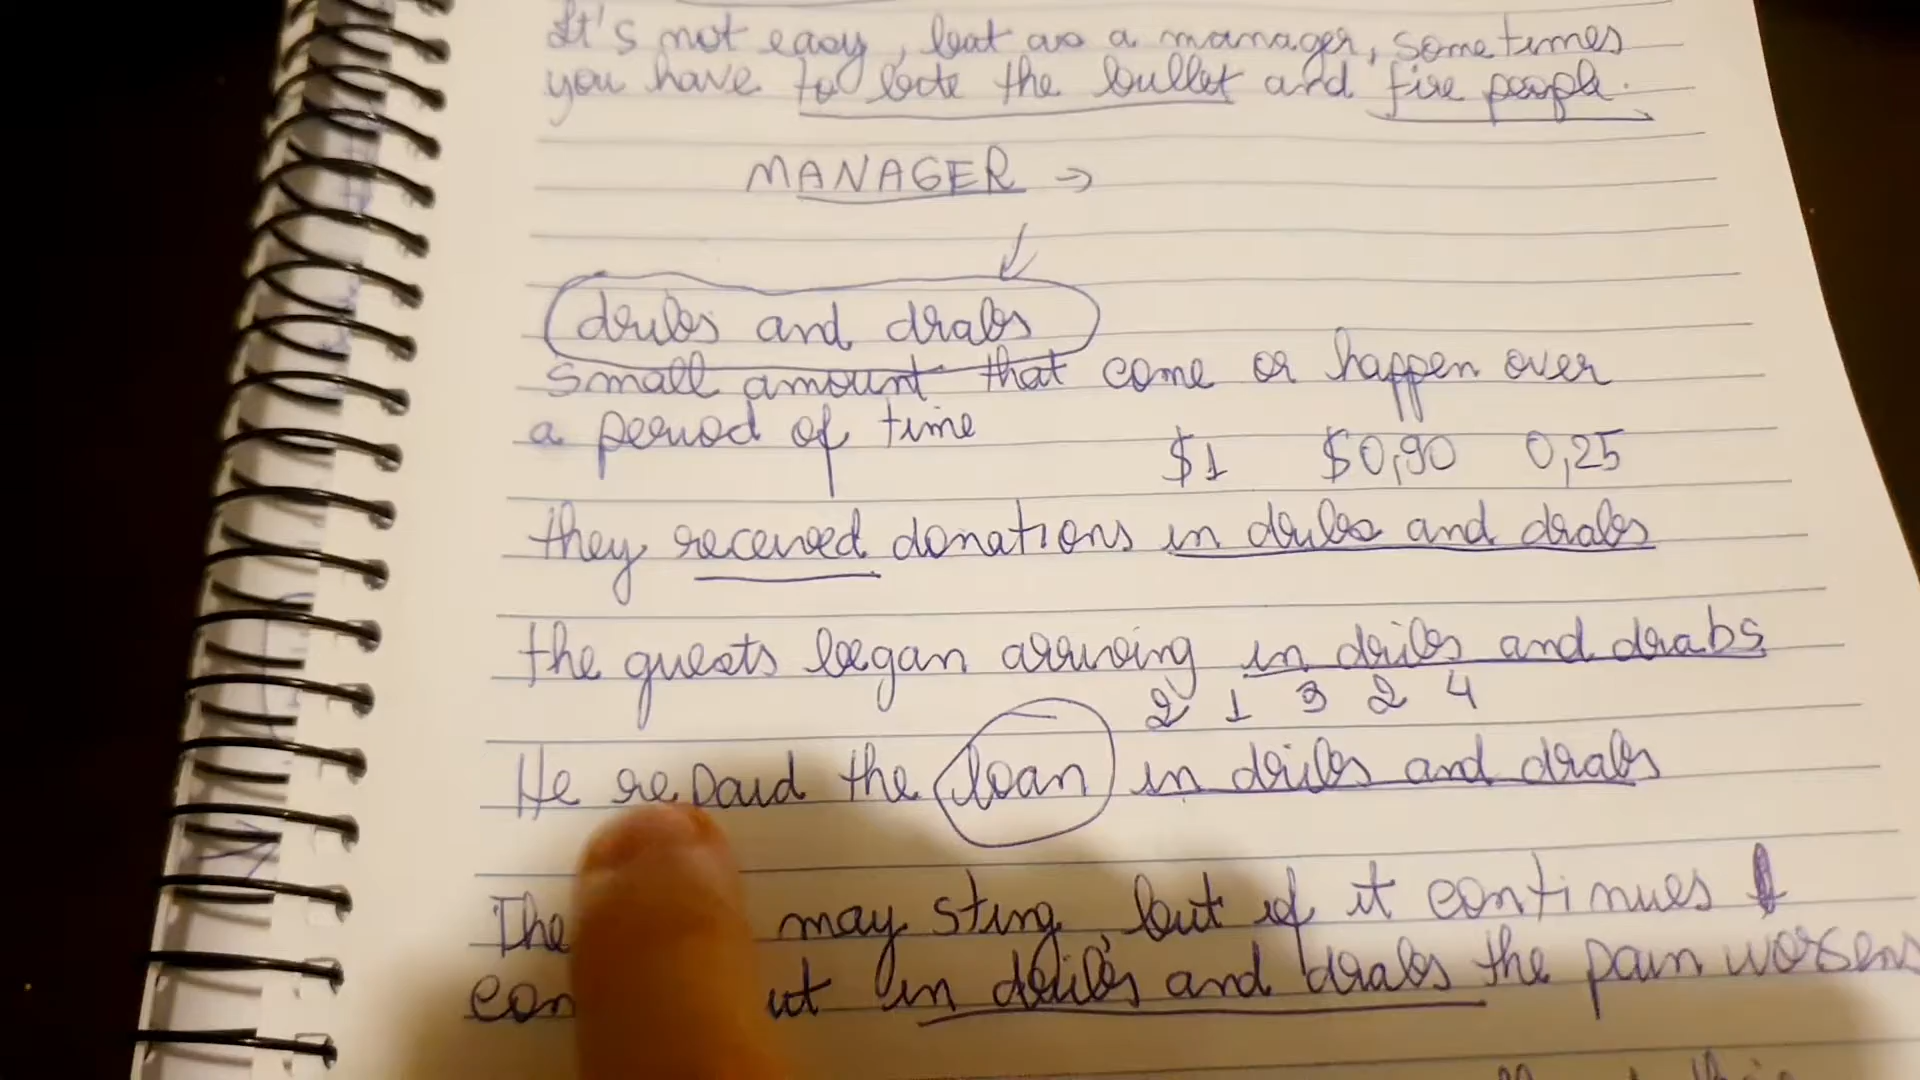 It's not easy, but as a manager, sometimes
you have to bite the bullet and fire people.
MANAGER →
dribs and drabs
small amount that come or happen over
a period of time
$1 $0,90 0,25
they received donations in dribs and drabs
the guests began arriving in dribs and drabs
2 1 3 2 4
He repaid the loan in dribs and drabs
The may sting, but if it continues
in dribs and drabs the pain worsens